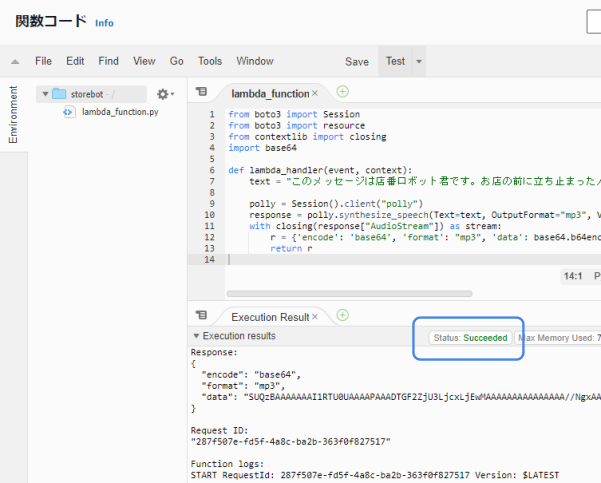 関数コード Info
File Edit Find View Go Tools Window Save Test
Environment
storebot - /
lambda_function.py
lambda_function
1 from boto3 import Session
2 from boto3 import resource
3 from contextlib import closing
4 import base64
5
6 def lambda_handler(event, context):
7 text = "このメッセージは店番ロボット君です。お店の前に立ち止まった
8
9 polly = Session().client("polly")
10 response = polly.synthesize_speech(Text=text, OutputFormat="mp3", V
11 with closing(response["AudioStream"]) as stream:
12 r = {'encode': 'base64', 'format': "mp3", 'data': base64.b64enc
13 return r
14
14:1 P
Execution Result
Execution results
Status: Succeeded
Max Memory Used: 7
Response:
{
"encode": "base64",
"format": "mp3",
"data":
}
Request ID:
"287f507e-fd5f-4a8c-ba2b-363f0f827517"
Function logs:
START RequestId: 287f507e-fd5f-4a8c-ba2b-363f0f827517 Version: $LATEST